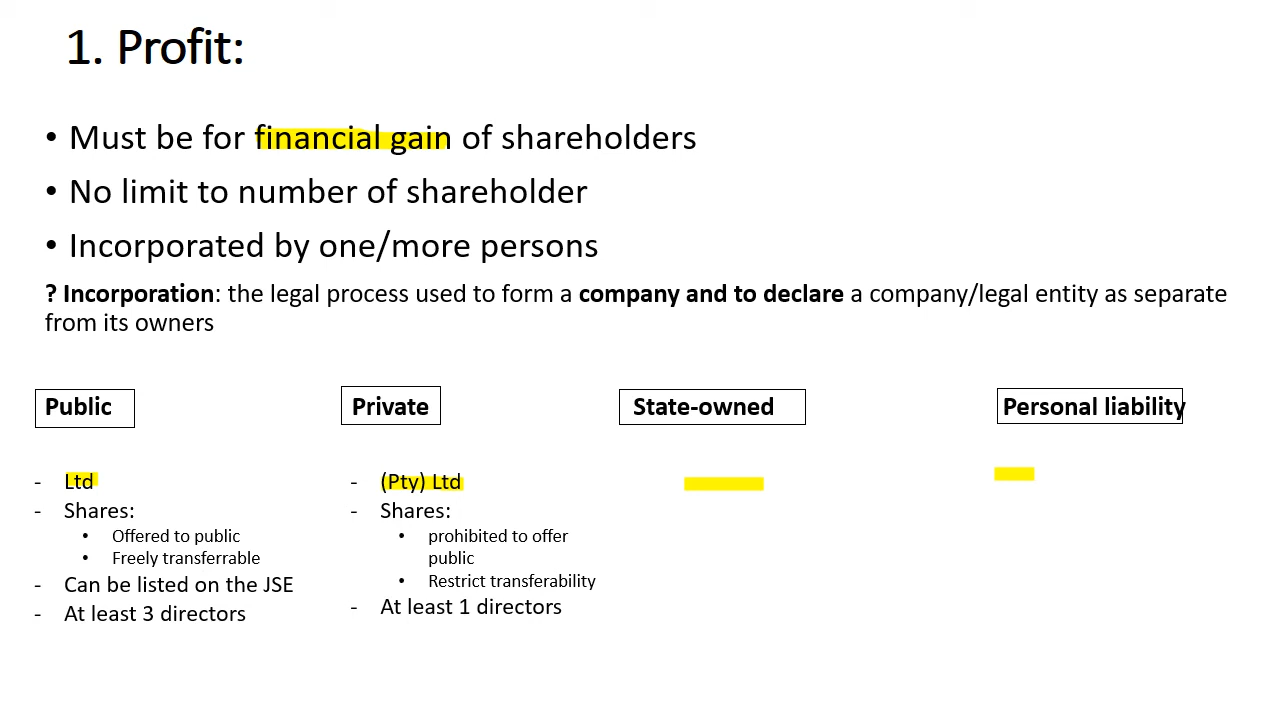 1. Profit:
• Must be for financial gain of shareholders
• No limit to number of shareholder
• Incorporated by one/more persons
? Incorporation: the legal process used to form a company and to declare a company/legal entity as separate
from its owners
Public
- Ltd
- Shares:
• Offered to public
• Freely transferrable
- Can be listed on the JSE
- At least 3 directors
Private
- (Pty) Ltd
- Shares:
• prohibited to offer
public
• Restrict transferability
- At least 1 directors
State-owned
Personal liability